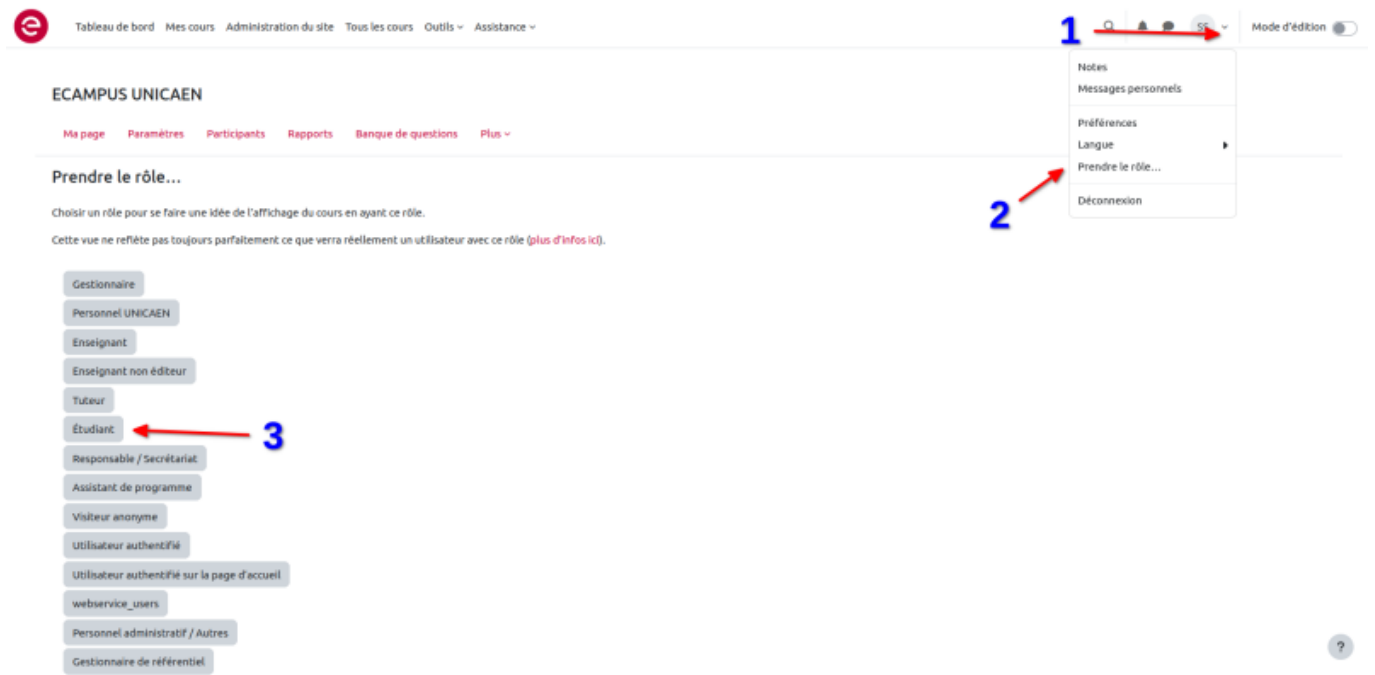 Tableau de bord Mes cours Administration du site Tous les cours Outils Assistance
1
SS
Mode d'édition
Notes
Messages personnels
Préférences
Langue
Prendre le rôle...
2
Déconnexion
ECAMPUS UNICAEN
Ma page Paramètres Participants Rapports Banque de questions Plus
Prendre le rôle...
Choisir un rôle pour se faire une idée de l'affichage du cours en ayant ce rôle.
Cette vue ne reflète pas toujours parfaitement ce que verra réellement un utilisateur avec ce rôle (plus d'infos ici).
Gestionnaire
Personnel UNICAEN
Enseignant
Enseignant non éditeur
Tuteur
Étudiant
3
Responsable / Secrétariat
Assistant de programme
Visiteur anonyme
Utilisateur authentifié
Utilisateur authentifié sur la page d'accueil
webservice_users
Personnel administratif / Autres
Gestionnaire de référentiel
?